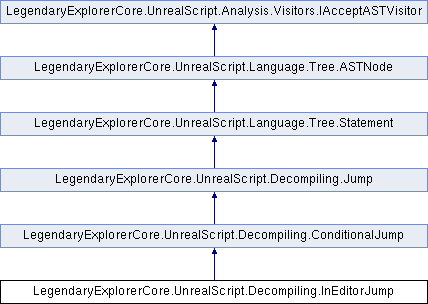 LegendaryExplorerCore.UnrealScript.Analysis.Visitors.IAcceptASTVisitor
LegendaryExplorerCore.UnrealScript.Language.Tree.ASTNode
LegendaryExplorerCore.UnrealScript.Language.Tree.Statement
LegendaryExplorerCore.UnrealScript.Decompiling.Jump
LegendaryExplorerCore.UnrealScript.Decompiling.ConditionalJump
LegendaryExplorerCore.UnrealScript.Decompiling.InEditorJump